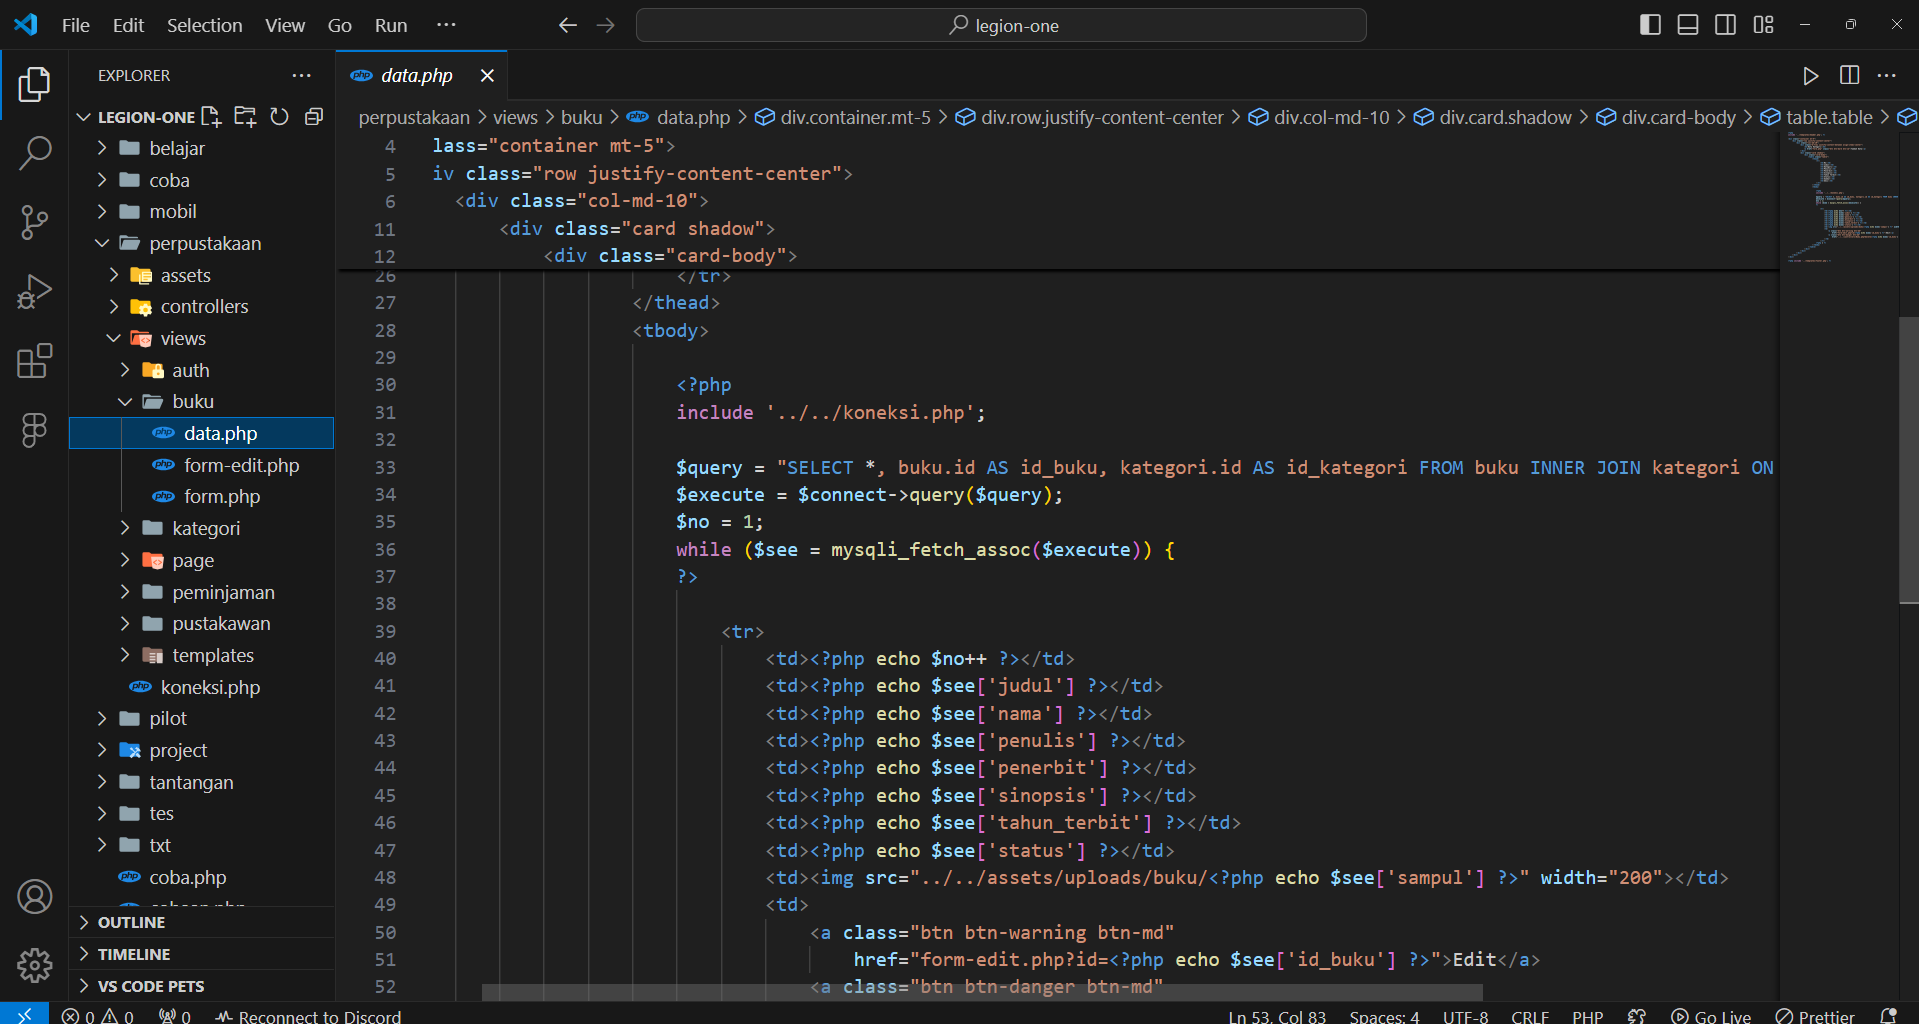 File Edit Selection View Go Run ···
legion-one
EXPLORER
LEGION-ONE
belajar
coba
mobil
perpustakaan
assets
controllers
views
auth
buku
data.php
form-edit.php
form.php
kategori
page
peminjaman
pustakawan
templates
koneksi.php
pilot
project
tantangan
tes
txt
coba.php
OUTLINE
TIMELINE
VS CODE PETS
data.php
perpustakaan > views > buku > data.php > div.container.mt-5 > div.row.justify-content-center > div.col-md-10 > div.card.shadow > div.card-body > table.table >
4 lass="container mt-5">
5 iv class="row justify-content-center">
6 <div class="col-md-10">
11 <div class="card shadow">
12 <div class="card-body">
26 </tr>
27 </thead>
28 <tbody>
29
30 <?php
31 include '../../koneksi.php';
32
33 $query = "SELECT *, buku.id AS id_buku, kategori.id AS id_kategori FROM buku INNER JOIN kategori ON
34 $execute = $connect->query($query);
35 $no = 1;
36 while ($see = mysqli_fetch_assoc($execute)) {
37 ?>
38
39 <tr>
40 <td><?php echo $no++ ?></td>
41 <td><?php echo $see['judul'] ?></td>
42 <td><?php echo $see['nama'] ?></td>
43 <td><?php echo $see['penulis'] ?></td>
44 <td><?php echo $see['penerbit'] ?></td>
45 <td><?php echo $see['sinopsis'] ?></td>
46 <td><?php echo $see['tahun_terbit'] ?></td>
47 <td><?php echo $see['status'] ?></td>
48 <td><img src="../../assets/uploads/buku/<?php echo $see['sampul'] ?>" width="200"></td>
49 <td>
50 <a class="btn btn-warning btn-md"
51 href="form-edit.php?id=<?php echo $see['id_buku'] ?>">Edit</a>
52 <a class="btn btn-danger btn-md"
0 0 0 Reconnect to Discord Ln 53, Col 83 Spaces: 4 UTF-8 CRLF PHP Go Live Prettier